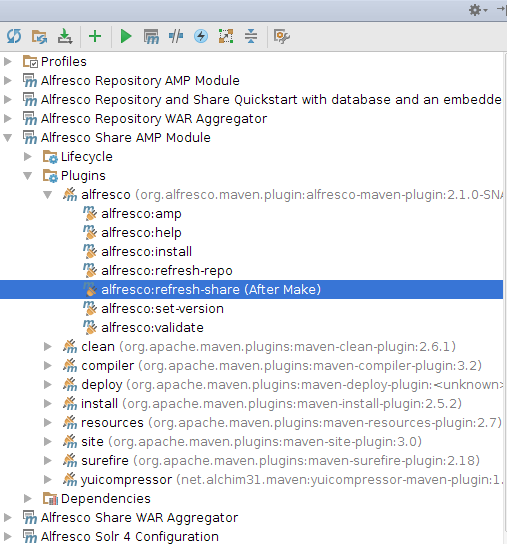 Profiles
Alfresco Repository AMP Module
Alfresco Repository and Share Quickstart with database and an embedde
Alfresco Repository WAR Aggregator
Alfresco Share AMP Module
Lifecycle
Plugins
alfresco (org.alfresco.maven.plugin:alfresco-maven-plugin:2.1.0-SNA
alfresco:amp
alfresco:help
alfresco:install
alfresco:refresh-repo
alfresco:refresh-share (After Make)
alfresco:set-version
alfresco:validate
clean (org.apache.maven.plugins:maven-clean-plugin:2.6.1)
compiler (org.apache.maven.plugins:maven-compiler-plugin:3.2)
deploy (org.apache.maven.plugins:maven-deploy-plugin:<unknown>
install (org.apache.maven.plugins:maven-install-plugin:2.5.2)
resources (org.apache.maven.plugins:maven-resources-plugin:2.7)
site (org.apache.maven.plugins:maven-site-plugin:3.0)
surefire (org.apache.maven.plugins:maven-surefire-plugin:2.18)
yuicompressor (net.alchim31.maven:yuicompressor-maven-plugin:1.
Dependencies
Alfresco Share WAR Aggregator
Alfresco Solr 4 Configuration